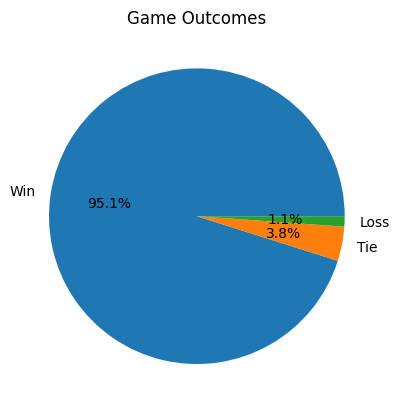 Game Outcomes
Win
95.1%
1.1%
Loss
3.8%
Tie